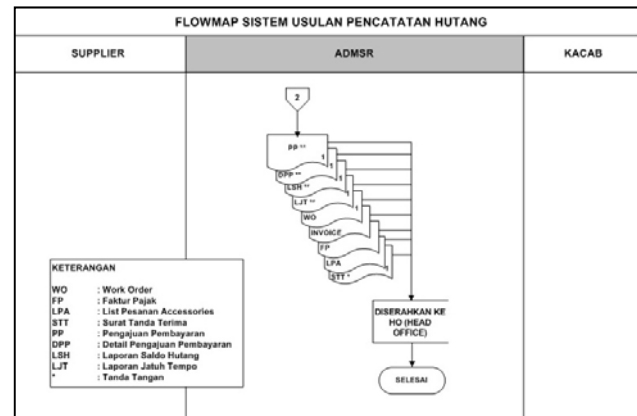 FLOWMAP SISTEM USULAN PENCATATAN HUTANG
SUPPLIER
ADMSR
KACAB
2
PP **
1
DPP **
1
LSH **
1
LJT **
1
WO
1
INVOICE
FP
LPA
1
STT *
DISERAHKAN KE
HO (HEAD
OFFICE)
SELESAI
KETERANGAN
WO : Work Order
FP : Faktur Pajak
LPA : List Pesanan Accessories
STT : Surat Tanda Terima
PP : Pengajuan Pembayaran
DPP : Detail Pengajuan Pembayaran
LSH : Laporan Saldo Hutang
LJT : Laporan Jatuh Tempo
* : Tanda Tangan